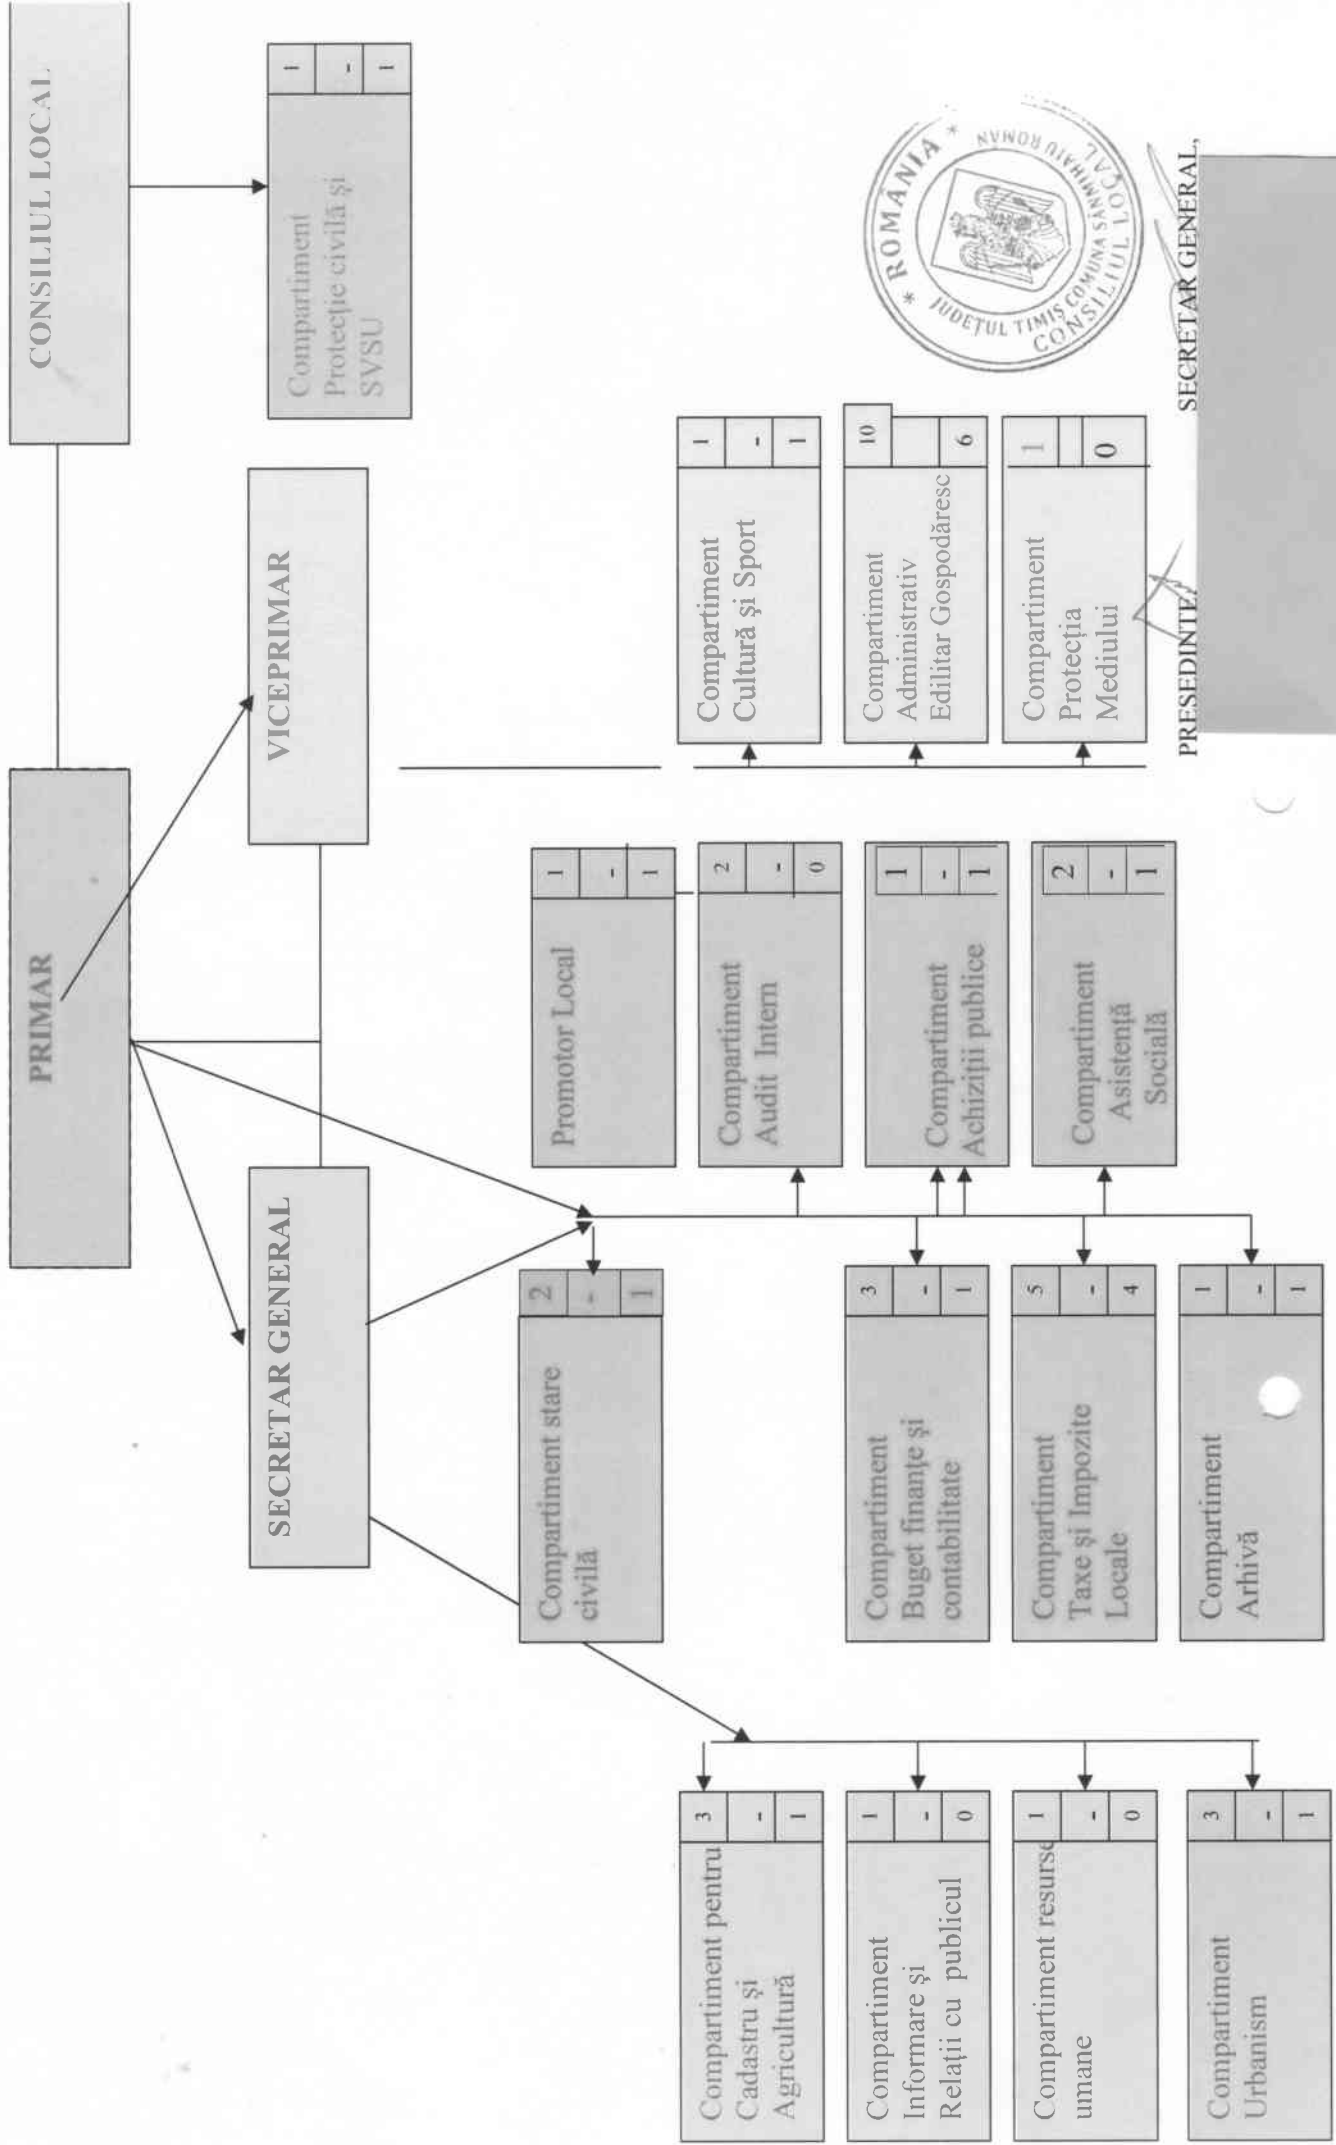 CONSILIUL LOCAL
PRIMAR
Compartiment
Protecție civilă și
SVSU
1
-
1
SECRETAR GENERAL
VICEPRIMAR
Compartiment stare
civilă
2
-
1
Promotor Local
1
-
1
Compartiment pentru
Cadastru și
Agricultură
3
-
1
Compartiment
Audit Intern
2
-
0
Compartiment
Cultură și Sport
1
-
1
Compartiment
Informare și
Relații cu publicul
1
-
0
Compartiment
Buget finanțe și
contabilitate
3
-
1
Compartiment
Achiziții publice
1
-
1
Compartiment
Administrativ
Edilitar Gospodăresc
10
6
Compartiment resurse
umane
1
-
0
Compartiment
Taxe și Impozite
Locale
5
-
4
Compartiment
Asistență
Socială
2
-
1
Compartiment
Protecția
Mediului
1
0
Compartiment
Urbanism
3
-
1
Compartiment
Arhivă
1
-
1
* ROMÂNIA *
JUDEȚUL TIMIȘ COMUNA SÂNMIHAIU ROMÂN
CONSILIUL LOCAL
PRESEDINTE
SECRETAR GENERAL,